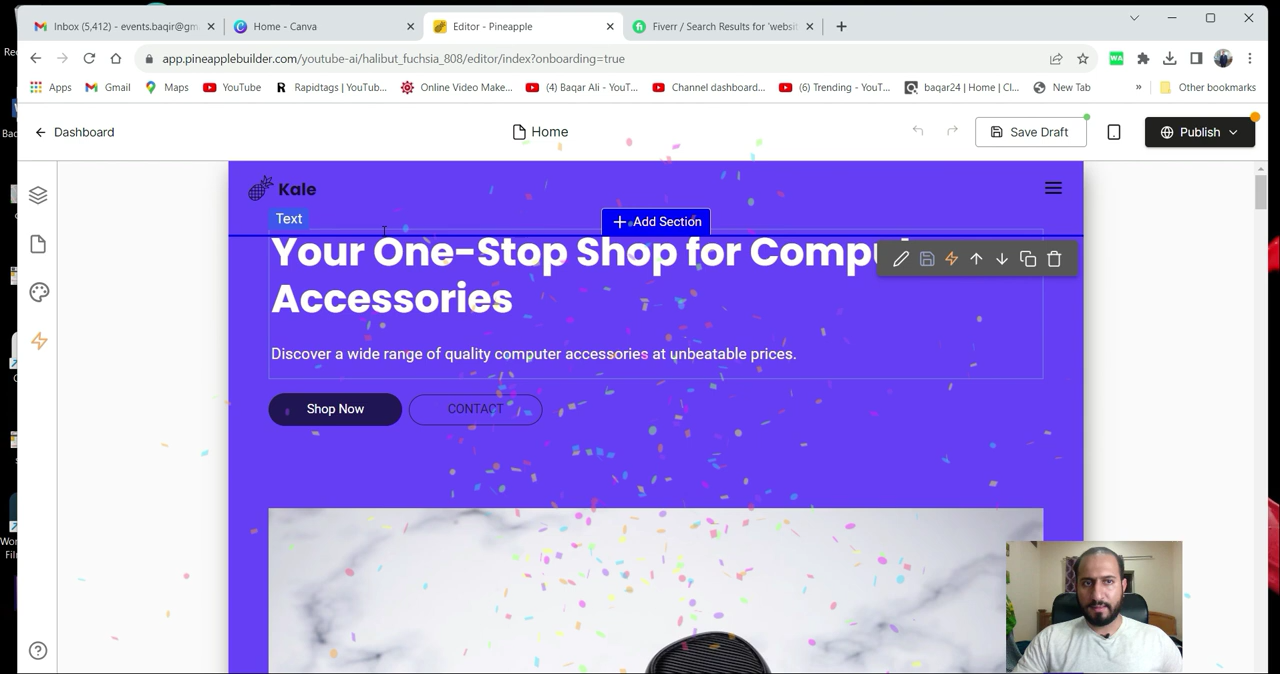 Inbox (5,412) - events.baqir@gm
Home - Canva
Editor - Pineapple
Fiverr / Search Results for 'websit
app.pineapplebuilder.com/youtube-ai/halibut_fuchsia_808/editor/index?onboarding=true
WA
Apps
Gmail
Maps
YouTube
Rapidtags | YouTub...
Online Video Make...
(4) Baqar Ali - YouT...
Channel dashboard...
(6) Trending - YouT...
baqar24 | Home | Cl...
New Tab
»
Other bookmarks
Dashboard
Home
Save Draft
Publish
Kale
Text
+ Add Section
Your One-Stop Shop for Compu
Accessories
Discover a wide range of quality computer accessories at unbeatable prices.
Shop Now
CONTACT